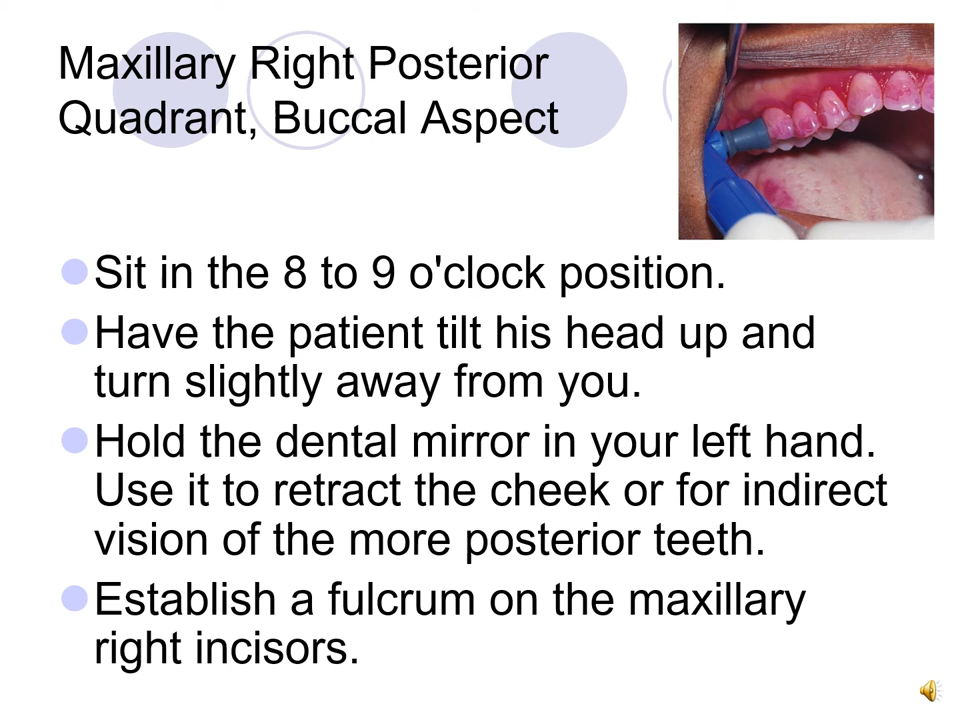 Maxillary Right Posterior
Quadrant, Buccal Aspect
Sit in the 8 to 9 o'clock position.
Have the patient tilt his head up and
turn slightly away from you.
Hold the dental mirror in your left hand.
Use it to retract the cheek or for indirect
vision of the more posterior teeth.
Establish a fulcrum on the maxillary
right incisors.